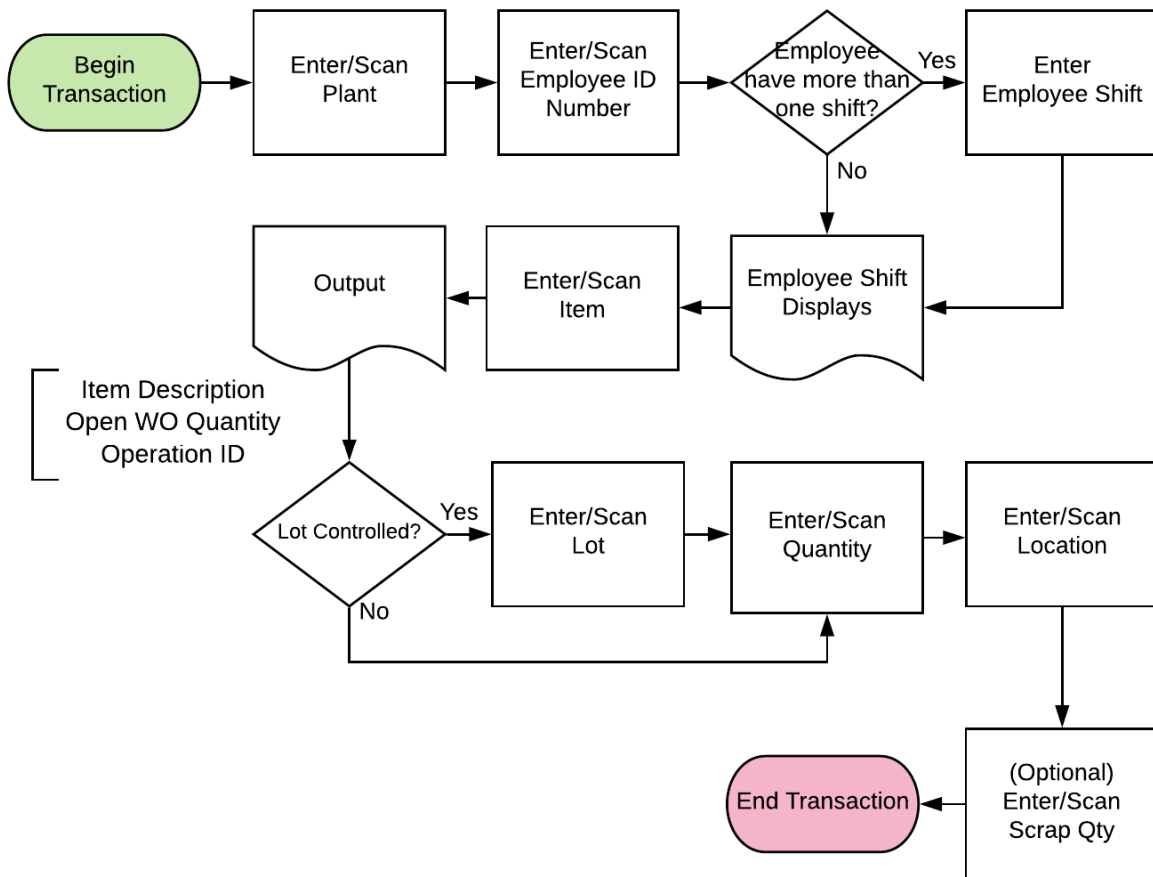 Begin
Transaction
Enter/Scan
Plant
Enter/Scan
Employee ID
Number
Employee
have more than
one shift?
Yes
Enter
Employee Shift
No
Output
Enter/Scan
Item
Employee Shift
Displays
Item Description
Open WO Quantity
Operation ID
Lot Controlled?
Yes
Enter/Scan
Lot
Enter/Scan
Quantity
Enter/Scan
Location
No
End Transaction
(Optional)
Enter/Scan
Scrap Qty